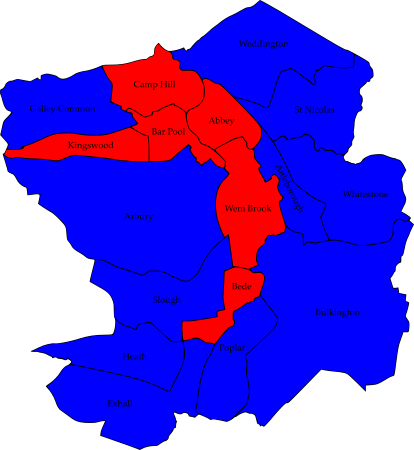 Weddington
Camp Hill
Galley Common
St Nicolas
Abbey
Bar Pool
Kingswood
Attleborough
Whitestone
Wem Brook
Arbury
Bede
Slough
Bulkington
Poplar
Heath
Exhall